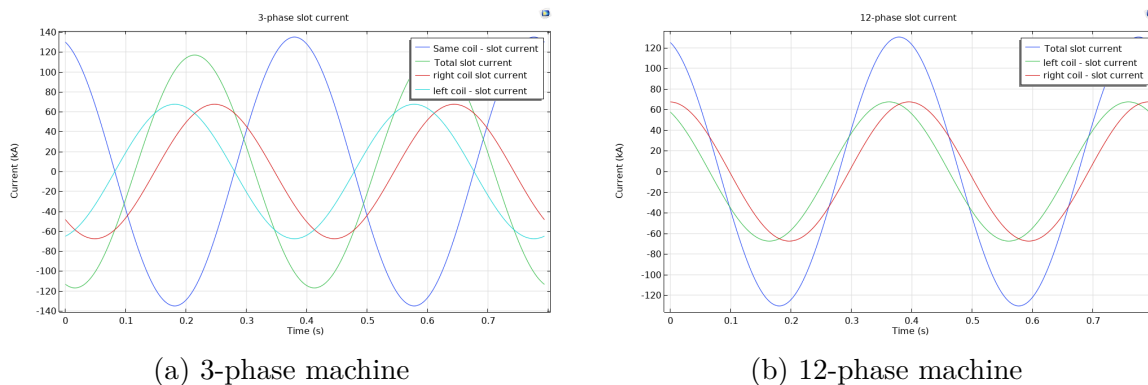 3-phase slot current
140
120
100
80
60
40
20
0
-20
-40
-60
-80
-100
-120
-140
Current (kA)
Same coil - slot current
Total slot current
right coil slot current
left coil - slot current
0 0.1 0.2 0.3 0.4 0.5 0.6 0.7
Time (s)
(a) 3-phase machine
12-phase slot current
120
100
80
60
40
20
0
-20
-40
-60
-80
-100
-120
Current (kA)
Total slot current
left coil - slot current
right coil - slot current
0 0.1 0.2 0.3 0.4 0.5 0.6 0.7
Time (s)
(b) 12-phase machine